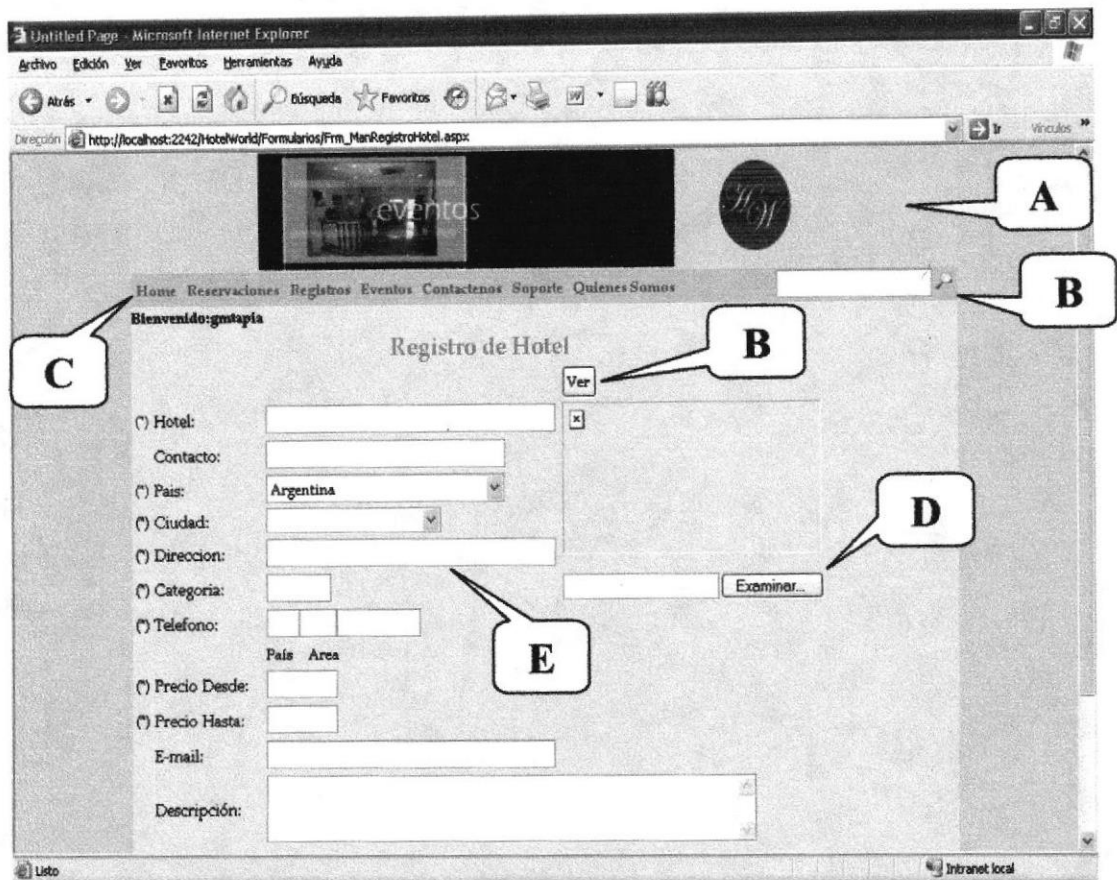 Untitled Page - Microsoft Internet Explorer
Archivo Edición Ver Favoritos Herramientas Ayuda
Atrás Búsqueda Favoritos
Dirección http://localhost:2242/HotelWorld/Formularios/Frm_ManRegistroHotel.aspx Ir Vínculos »
eventos HW
A
Home Reservaciones Registros Eventos Contactenos Soporte Quienes Somos
B
Bienvenido:gmtapia
C
Registro de Hotel
B
Ver
(*) Hotel:
Contacto:
(*) Pais: Argentina
(*) Ciudad:
D
(*) Direccion:
(*) Categoria: Examinar...
(*) Telefono:
País Area
E
(*) Precio Desde:
(*) Precio Hasta:
E-mail:
Descripción:
Listo Intranet local